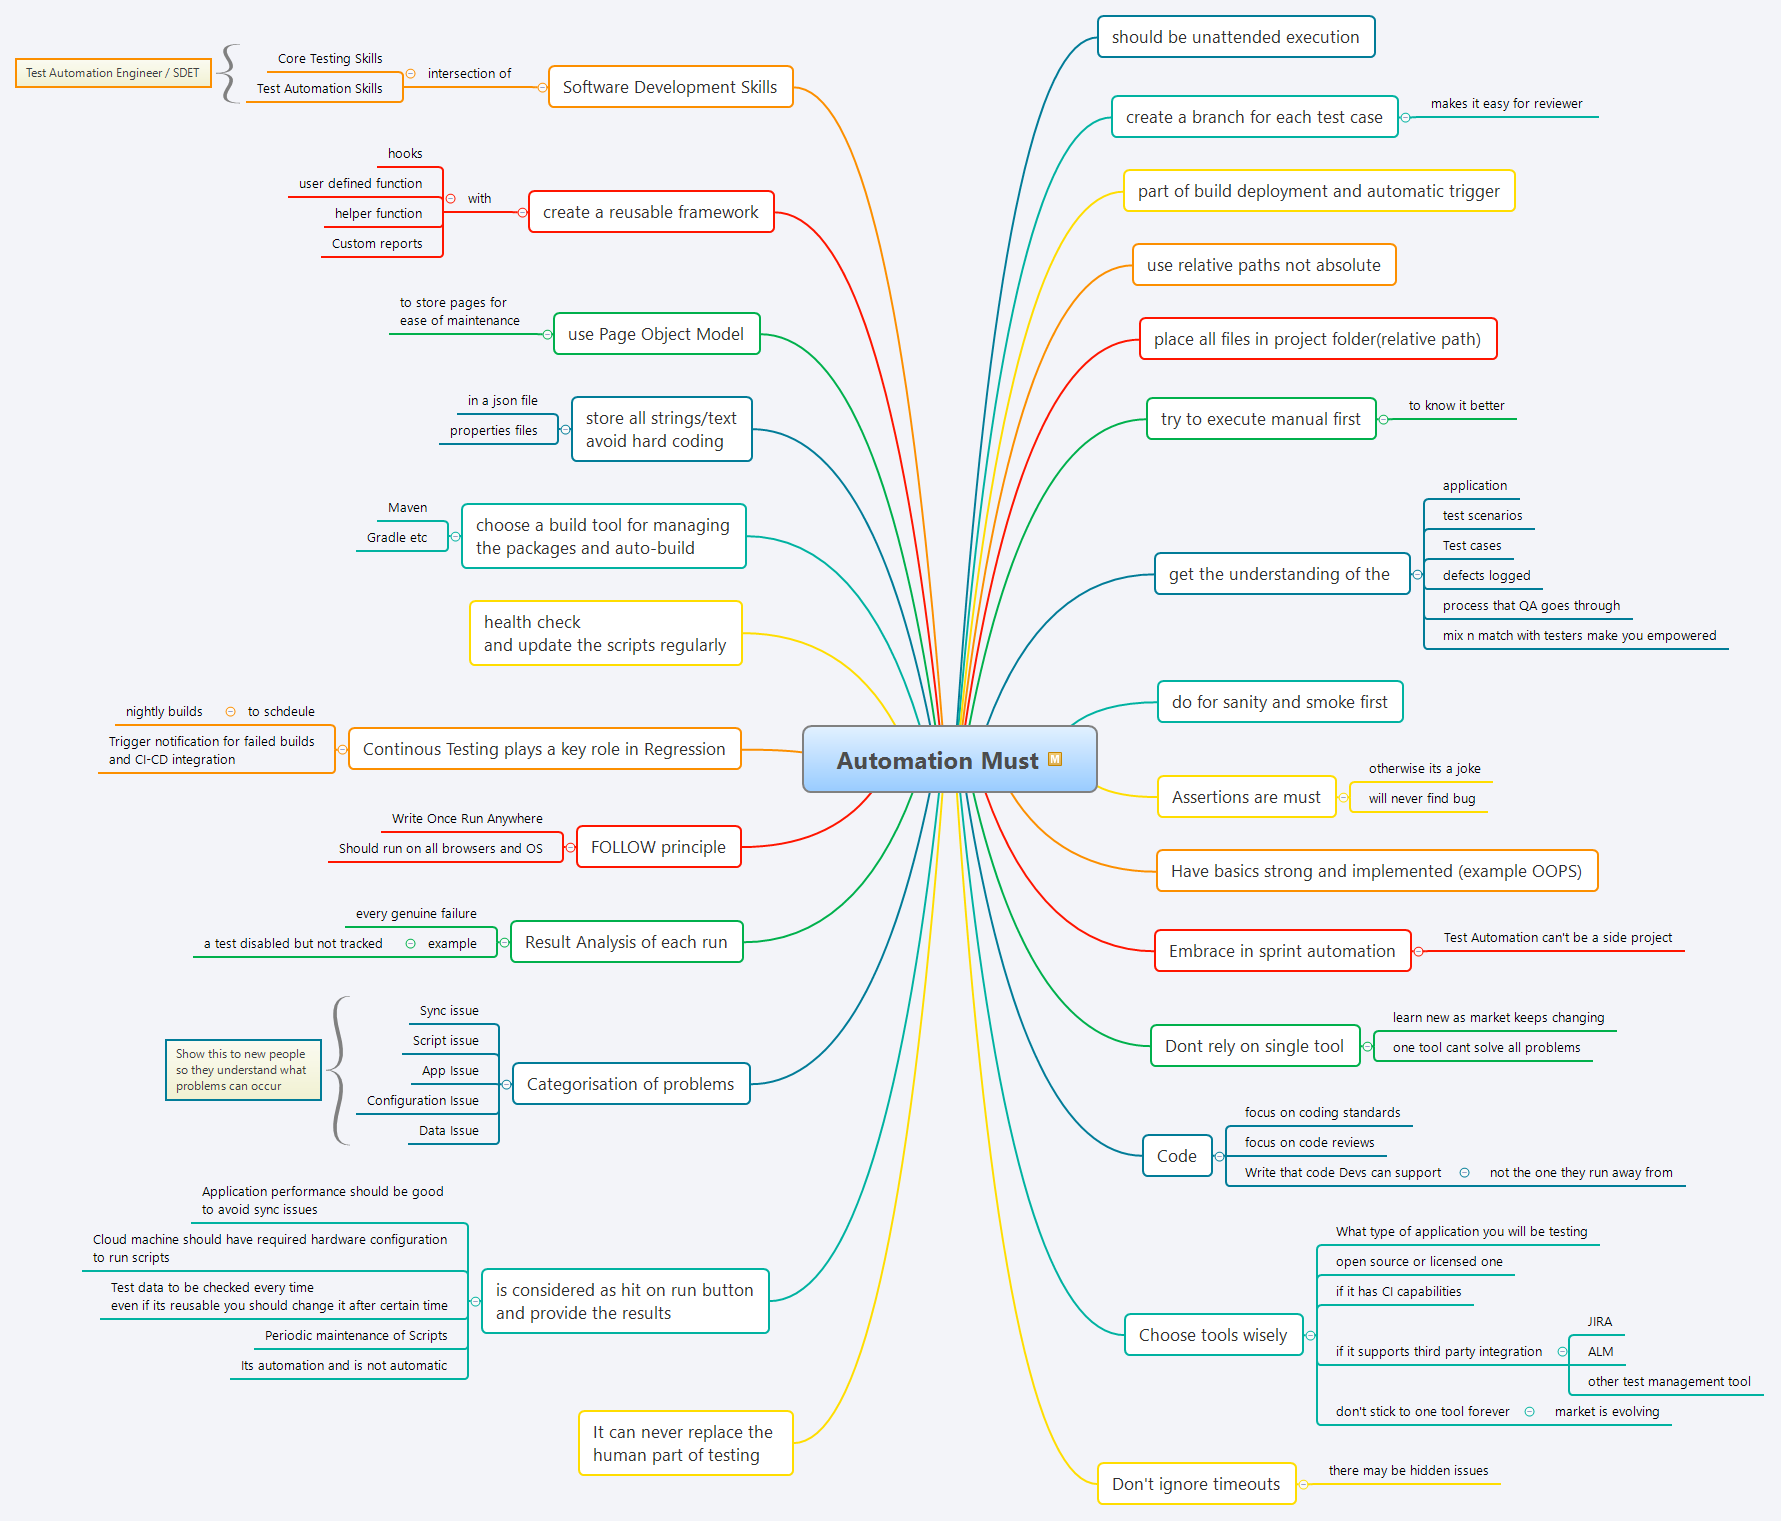 Automation Must
M
should be unattended execution
create a branch for each test case
makes it easy for reviewer
part of build deployment and automatic trigger
use relative paths not absolute
place all files in project folder(relative path)
try to execute manual first
to know it better
get the understanding of the
application
test scenarios
Test cases
defects logged
process that QA goes through
mix n match with testers make you empowered
do for sanity and smoke first
Assertions are must
otherwise its a joke
will never find bug
Have basics strong and implemented (example OOPS)
Embrace in sprint automation
Test Automation can't be a side project
Dont rely on single tool
learn new as market keeps changing
one tool cant solve all problems
Code
focus on coding standards
focus on code reviews
Write that code Devs can support
not the one they run away from
Choose tools wisely
What type of application you will be testing
open source or licensed one
if it has CI capabilities
if it supports third party integration
JIRA
ALM
other test management tool
don't stick to one tool forever
market is evolving
Don't ignore timeouts
there may be hidden issues
Software Development Skills
intersection of
Core Testing Skills
Test Automation Skills
Test Automation Engineer / SDET
create a reusable framework
with
hooks
user defined function
helper function
Custom reports
use Page Object Model
to store pages for
ease of maintenance
store all strings/text
avoid hard coding
in a json file
properties files
choose a build tool for managing
the packages and auto-build
Maven
Gradle etc
health check
and update the scripts regularly
Continous Testing plays a key role in Regression
to schdeule
nightly builds
Trigger notification for failed builds
and CI-CD integration
FOLLOW principle
Write Once Run Anywhere
Should run on all browsers and OS
Result Analysis of each run
every genuine failure
example
a test disabled but not tracked
Categorisation of problems
Sync issue
Script issue
App Issue
Configuration Issue
Data Issue
Show this to new people
so they understand what
problems can occur
is considered as hit on run button
and provide the results
Application performance should be good
to avoid sync issues
Cloud machine should have required hardware configuration
to run scripts
Test data to be checked every time
even if its reusable you should change it after certain time
Periodic maintenance of Scripts
Its automation and is not automatic
It can never replace the
human part of testing